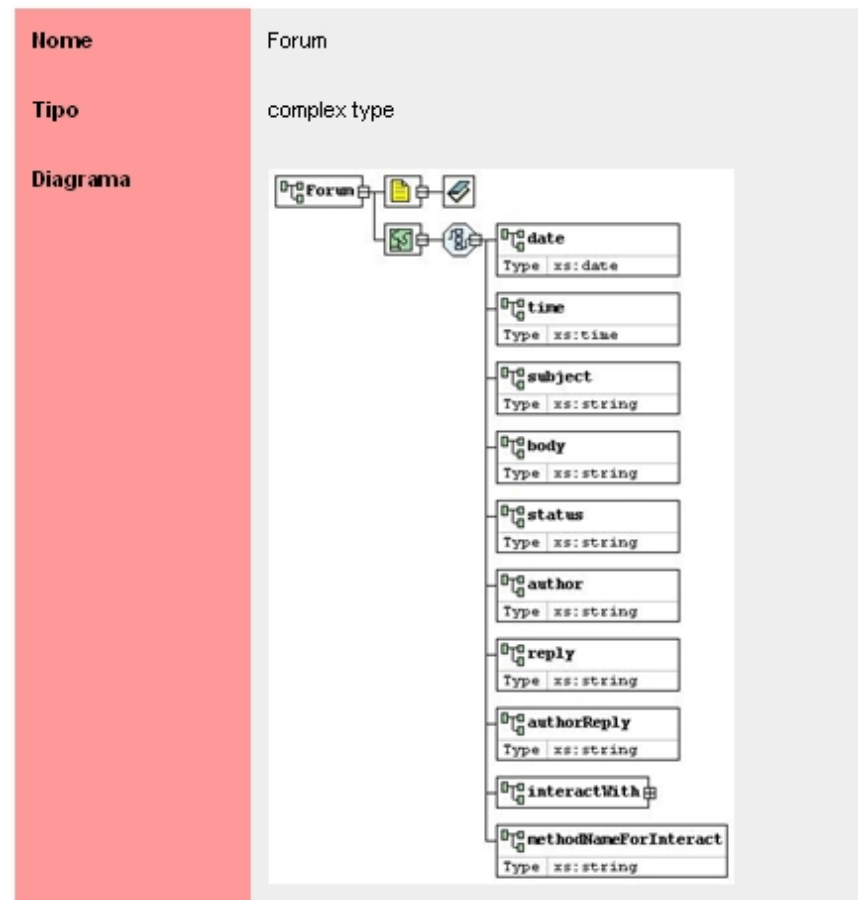 Nome Forum
Tipo complex type
Diagrama
Forum
date
Type xs:date
time
Type xs:time
subject
Type xs:string
body
Type xs:string
status
Type xs:string
author
Type xs:string
reply
Type xs:string
authorReply
Type xs:string
interactWith
methodNameForInteract
Type xs:string